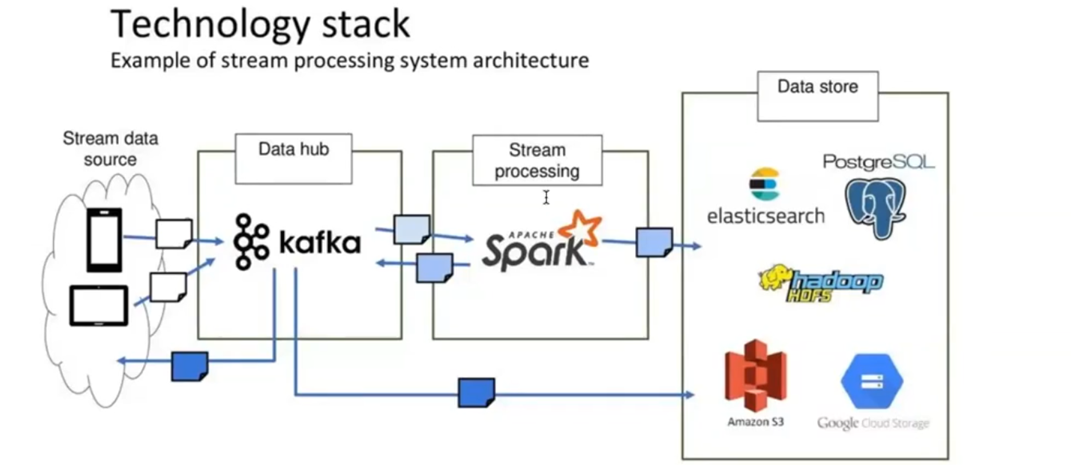 Technology stack
Example of stream processing system architecture
Stream data
source
Data hub
kafka
Stream
processing
APACHE
Spark™
Data store
elasticsearch
PostgreSQL
hadoop
HDFS
Amazon S3
Google Cloud Storage